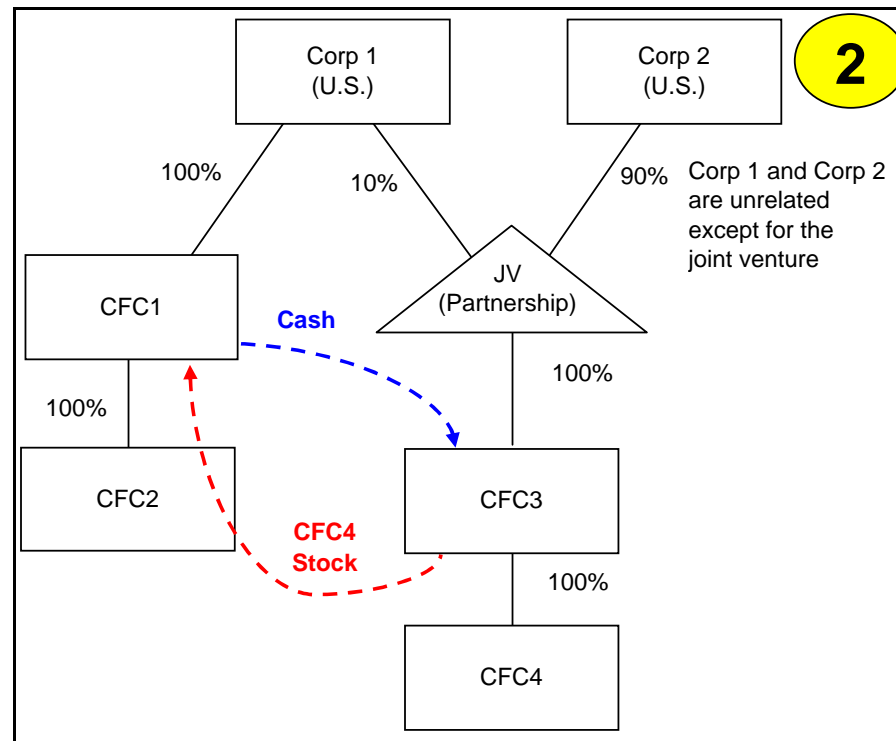 Corp 1
(U.S.)
Corp 2
(U.S.)
2
100%
10%
90%
Corp 1 and Corp 2
are unrelated
except for the
joint venture
JV
(Partnership)
CFC1
Cash
100%
100%
CFC2
CFC3
CFC4
Stock
100%
CFC4